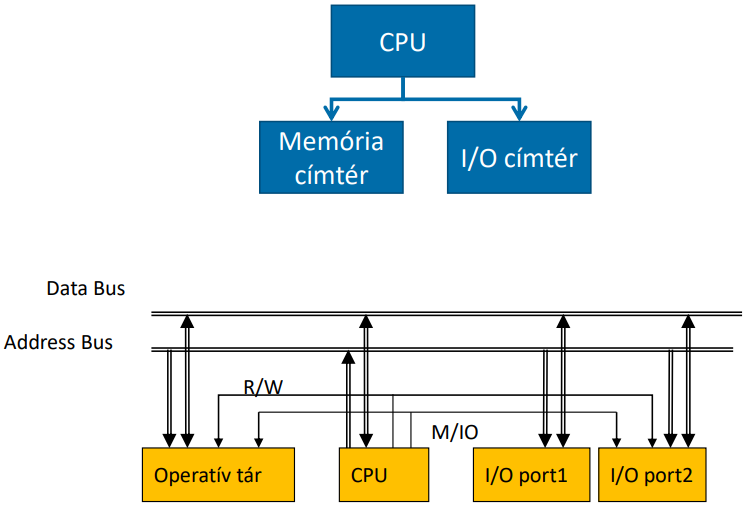 CPU
Memória
címtér
I/O címtér
Data Bus
Address Bus
R/W
M/IO
Operatív tár
CPU
I/O port1
I/O port2